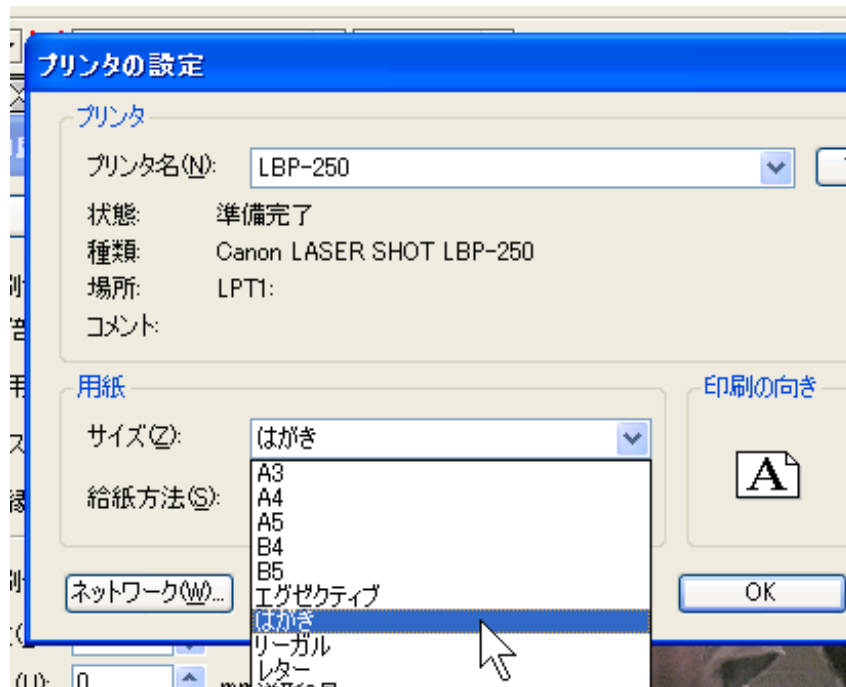 プリンタの設定
プリンタ
プリンタ名(N): LBP-250
状態: 準備完了
種類: Canon LASER SHOT LBP-250
場所: LPT1:
コメント:
用紙
印刷の向き
サイズ(Z): はがき
A3
A4
給紙方法(S):
A5
B4
B5
エグゼクティブ
はがき
リーガル
レター
ネットワーク(W)...
OK
A
(U): 0